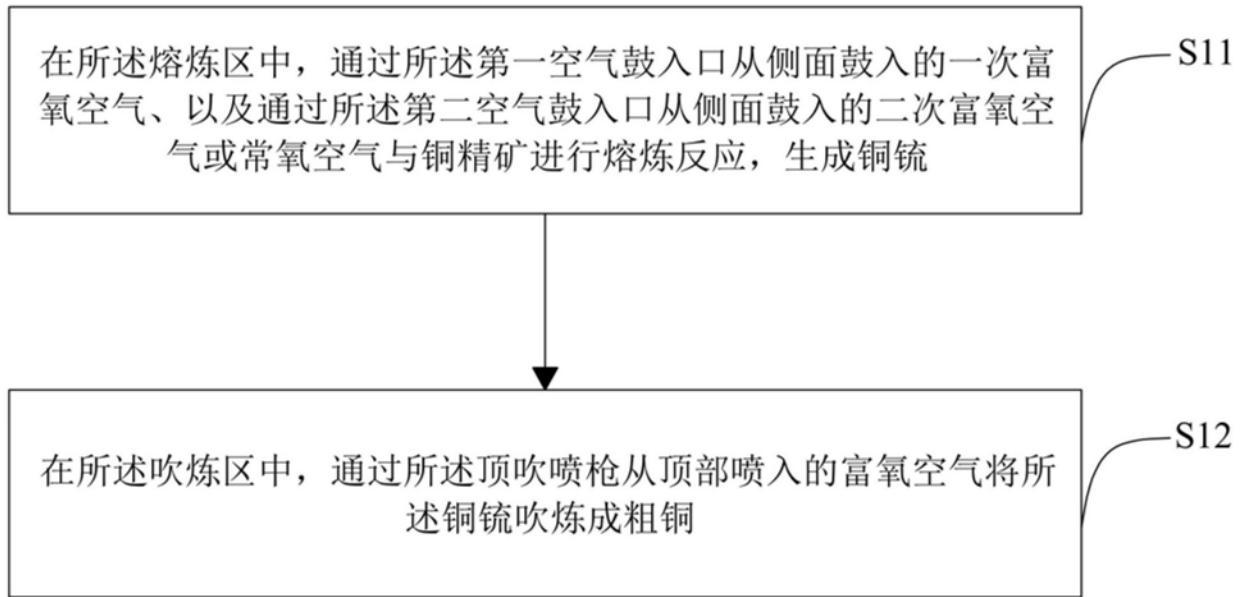 在所述熔炼区中，通过所述第一空气鼓入口从侧面鼓入的一次富
氧空气、以及通过所述第二空气鼓入口从侧面鼓入的二次富氧空
气或常氧空气与铜精矿进行熔炼反应，生成铜锍
S11
在所述吹炼区中，通过所述顶吹喷枪从顶部喷入的富氧空气将所
述铜锍吹炼成粗铜
S12